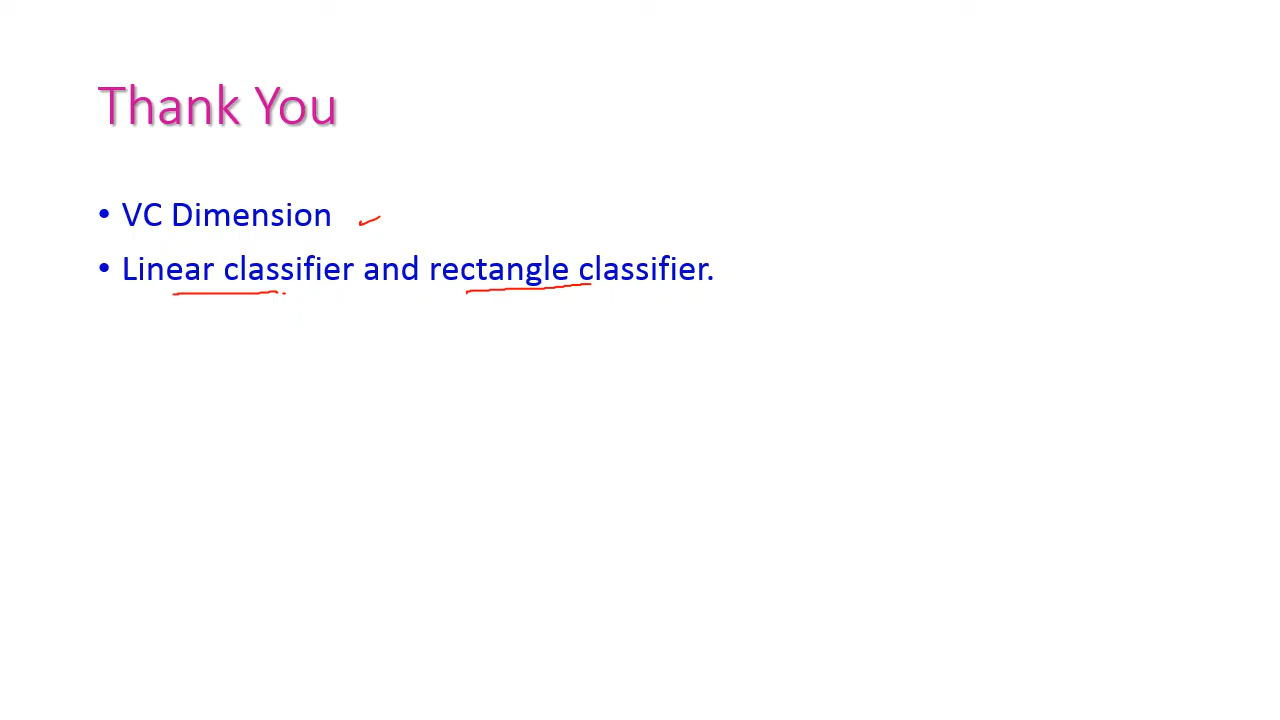 Thank You
• VC Dimension
• Linear classifier and rectangle classifier.